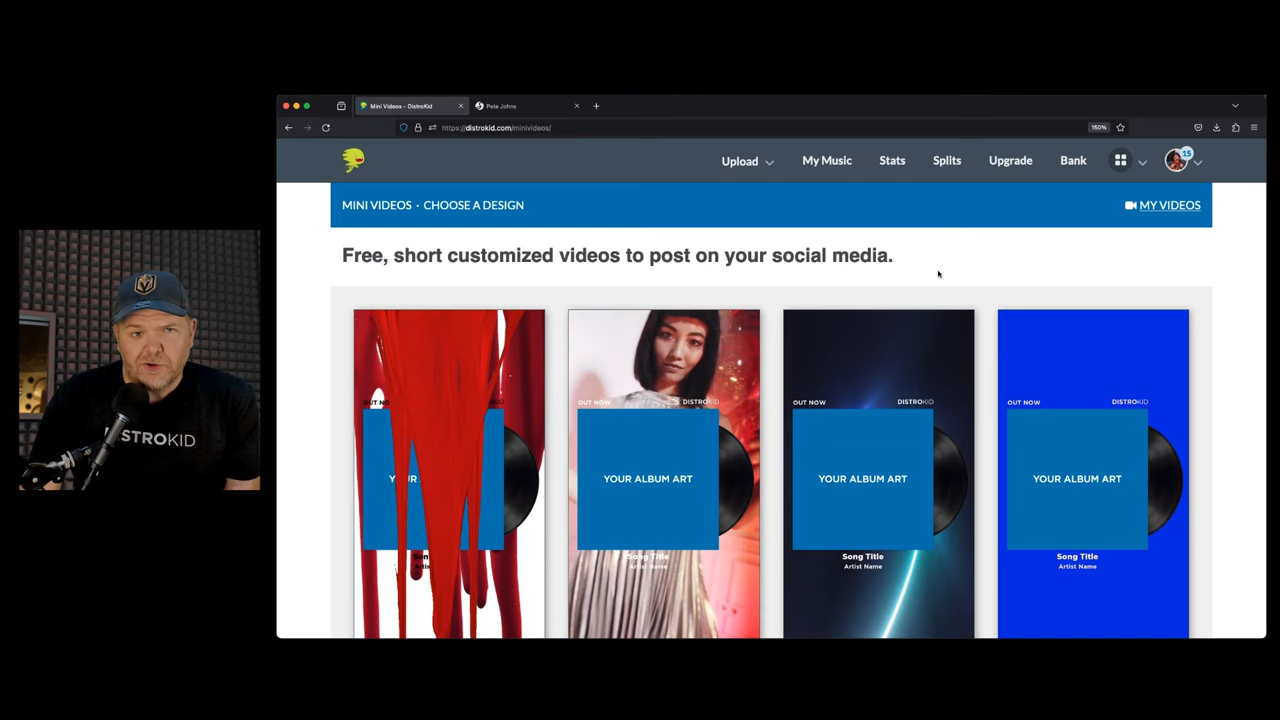 Mini Videos - DistroKid
Pete Johns
https://distrokid.com/minivideos/
150%
Upload
My Music
Stats
Splits
Upgrade
Bank
15
MINI VIDEOS · CHOOSE A DESIGN
MY VIDEOS
Free, short customized videos to post on your social media.
OUT NOW
OUT NOW DISTROKID
OUT NOW DISTROKID
OUT NOW DISTROKID
YOUR ALBUM ART
YOUR ALBUM ART
YOUR ALBUM ART
Song Title
Artist Name
Song Title
Artist Name
Song Title
Artist Name
DISTROKID